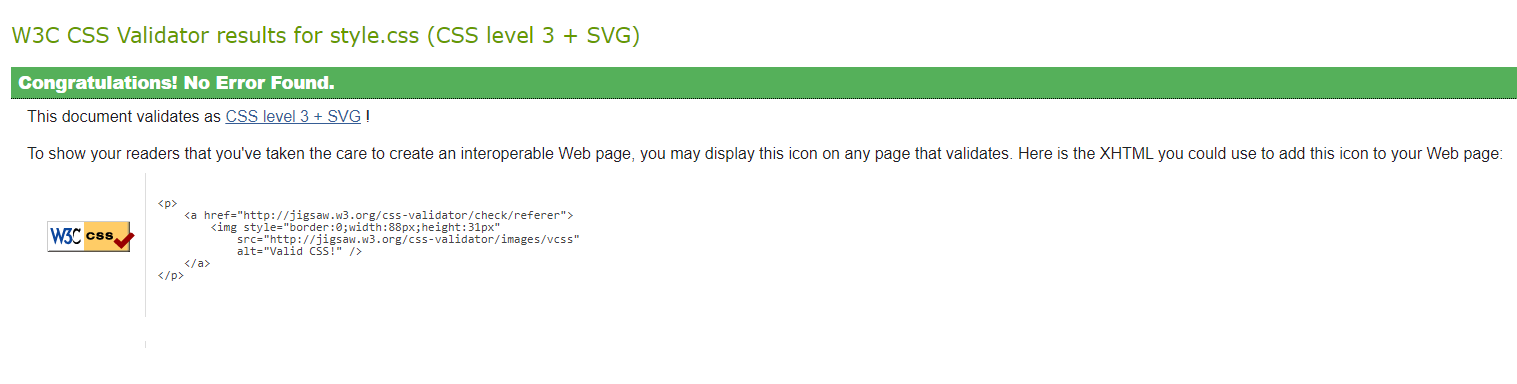 W3C CSS Validator results for style.css (CSS level 3 + SVG)
Congratulations! No Error Found.
This document validates as CSS level 3 + SVG !
To show your readers that you've taken the care to create an interoperable Web page, you may display this icon on any page that validates. Here is the XHTML you could use to add this icon to your Web page:
W3C css
<p>
<a href="http://jigsaw.w3.org/css-validator/check/referer">
<img style="border:0;width:88px;height:31px"
src="http://jigsaw.w3.org/css-validator/images/vcss"
alt="Valid CSS!" />
</a>
</p>